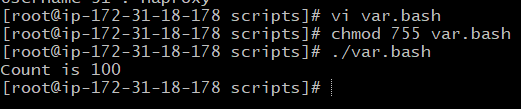 [root@ip-172-31-18-178 scripts]# vi var.bash
[root@ip-172-31-18-178 scripts]# chmod 755 var.bash
[root@ip-172-31-18-178 scripts]# ./var.bash
Count is 100
[root@ip-172-31-18-178 scripts]#